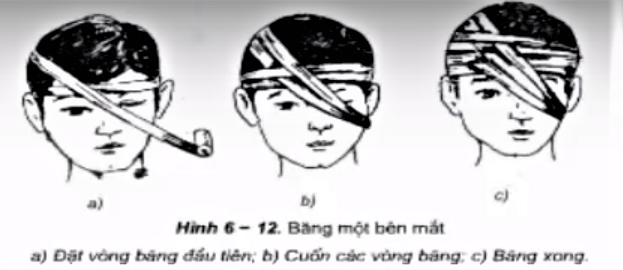 a)
b)
c)
Hình 6 – 12. Băng một bên mắt
a) Đặt vòng băng đầu tiên; b) Cuốn các vòng băng; c) Băng xong.